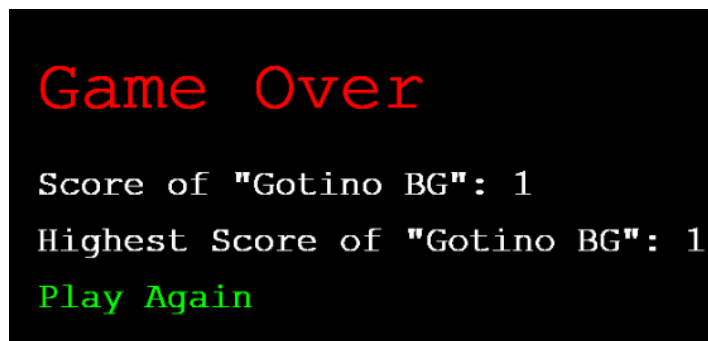 Game Over
Score of "Gotino BG": 1
Highest Score of "Gotino BG": 1
Play Again